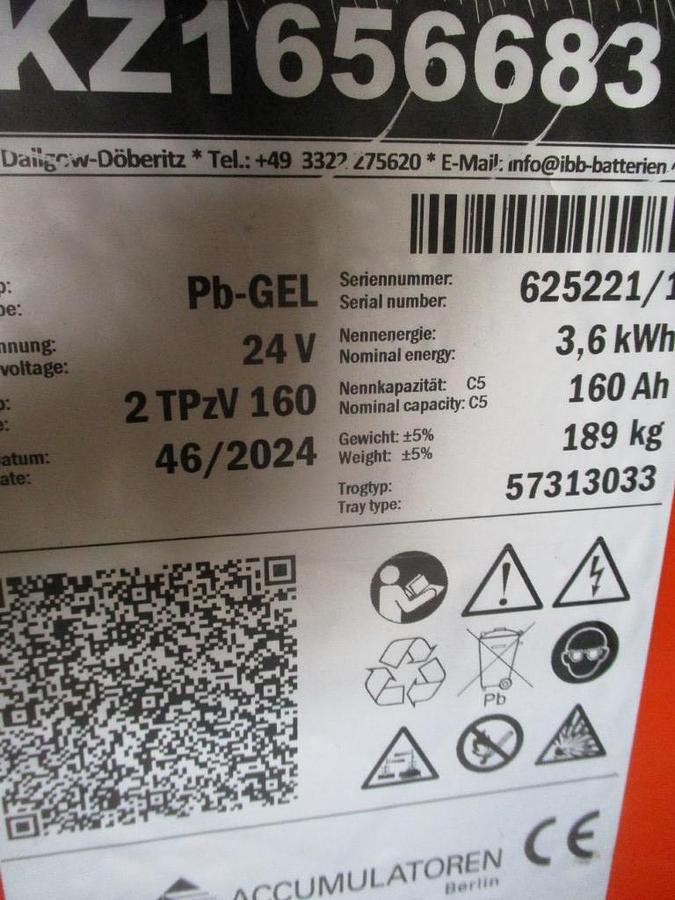 KZ1656683
Dallgow-Döberitz * Tel.: +49 3322 275620 * E-Mail: info@ibb-batterien
Pb-GEL
Seriennummer:
Serial number:
625221/1
24 V
voltage:
Nennenergie:
Nominal energy:
3,6 kWh
2 TPzV 160
Nennkapazität: C5
Nominal capacity: C5
160 Ah
46/2024
Gewicht: ±5%
Weight: ±5%
189 kg
Trogtyp:
Tray type:
57313033
Pb
CE
ACCUMULATOREN
Berlin